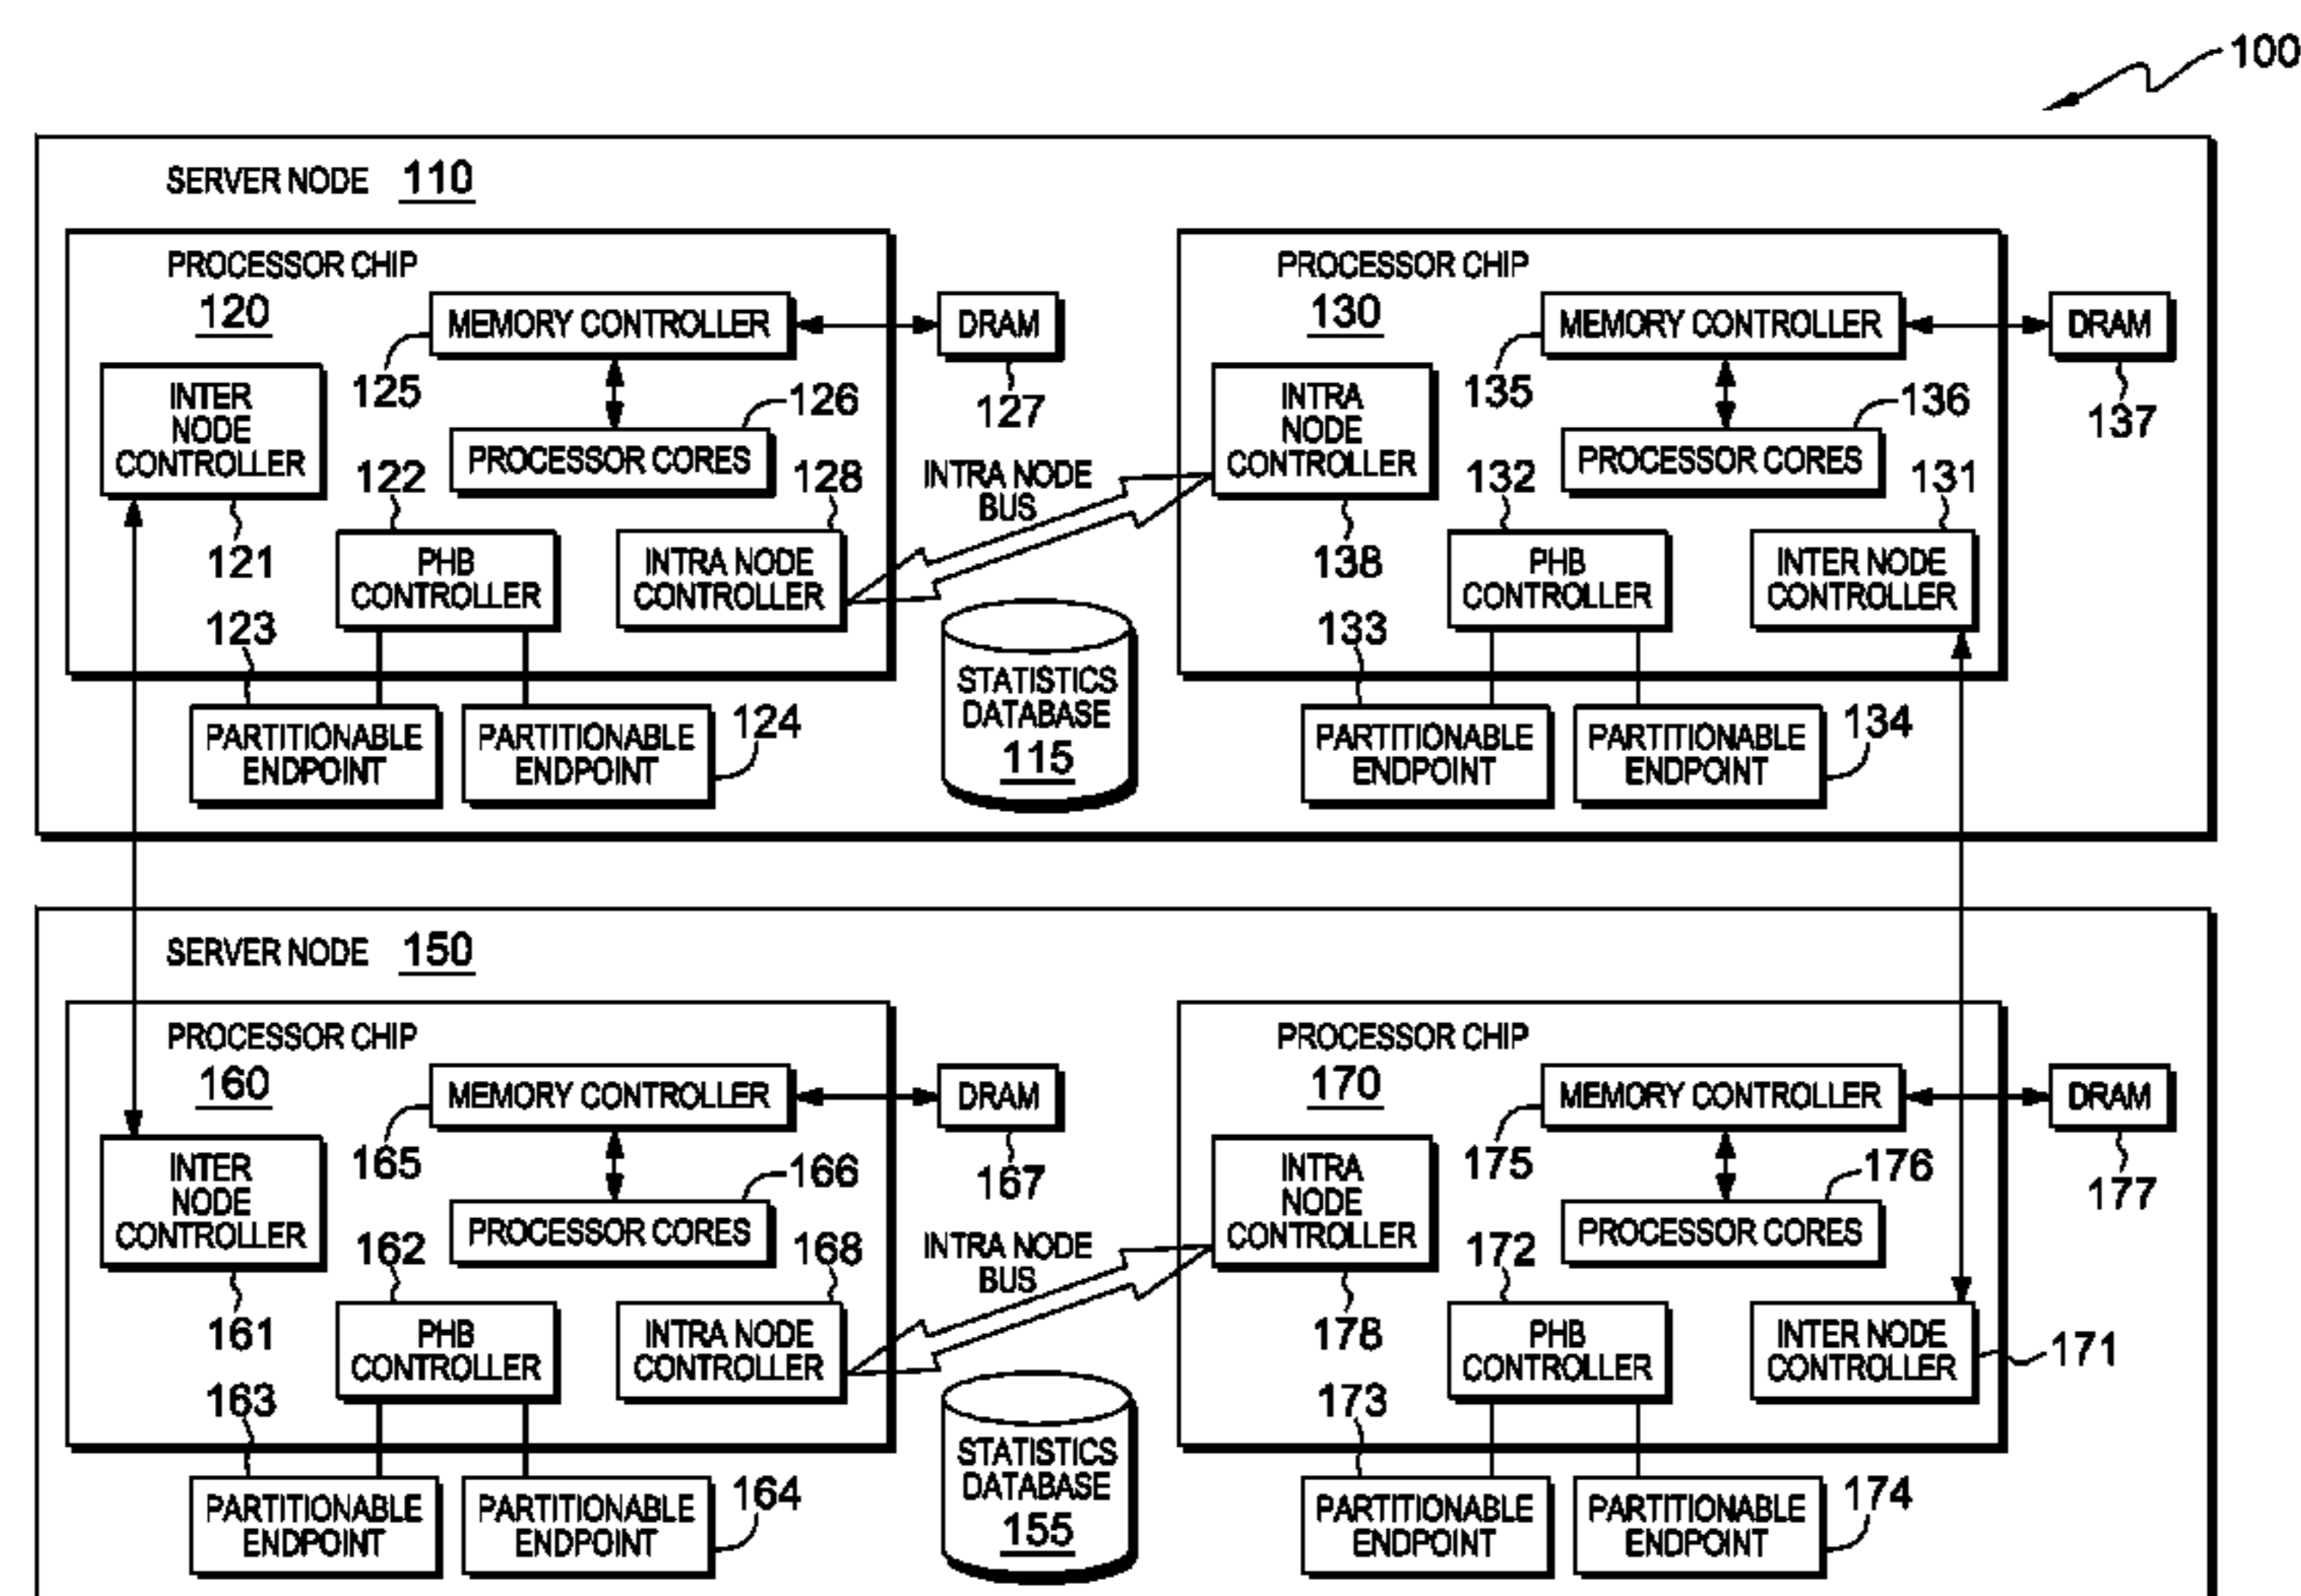 100
SERVER NODE 110
PROCESSOR CHIP
120
MEMORY CONTROLLER
125
DRAM
127
INTER
NODE
CONTROLLER
121
126
PROCESSOR CORES
122
PHB
CONTROLLER
128
INTRA NODE
CONTROLLER
123
PARTITIONABLE
ENDPOINT
PARTITIONABLE
ENDPOINT
124
INTRA NODE
BUS
STATISTICS
DATABASE
115
PROCESSOR CHIP
130
MEMORY CONTROLLER
135
DRAM
137
INTRA
NODE
CONTROLLER
138
136
PROCESSOR CORES
132
PHB
CONTROLLER
131
INTER NODE
CONTROLLER
133
PARTITIONABLE
ENDPOINT
PARTITIONABLE
ENDPOINT
134
SERVER NODE 150
PROCESSOR CHIP
160
MEMORY CONTROLLER
165
DRAM
167
INTER
NODE
CONTROLLER
161
166
PROCESSOR CORES
162
PHB
CONTROLLER
168
INTRA NODE
CONTROLLER
163
PARTITIONABLE
ENDPOINT
PARTITIONABLE
ENDPOINT
164
INTRA NODE
BUS
STATISTICS
DATABASE
155
PROCESSOR CHIP
170
MEMORY CONTROLLER
175
DRAM
177
INTRA
NODE
CONTROLLER
178
176
PROCESSOR CORES
172
PHB
CONTROLLER
INTER NODE
CONTROLLER
171
173
PARTITIONABLE
ENDPOINT
PARTITIONABLE
ENDPOINT
174